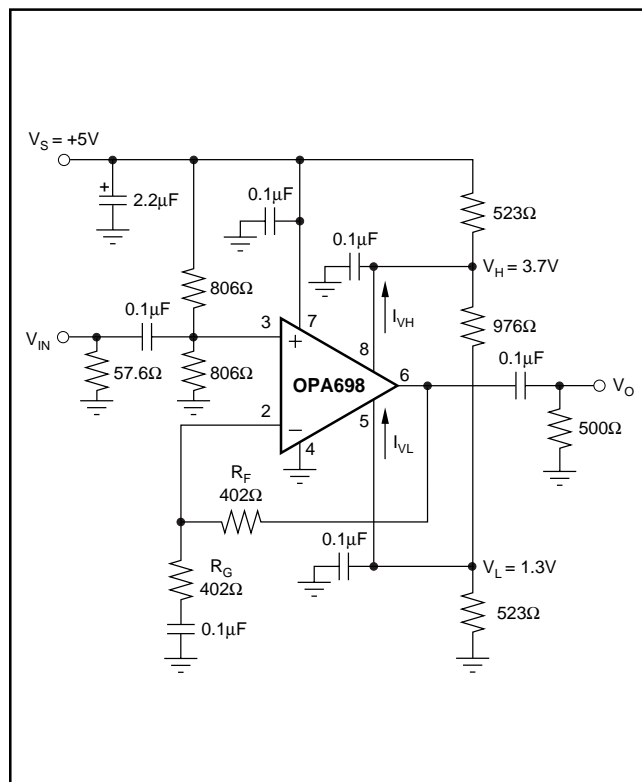 V_S = +5V
+
2.2µF
0.1µF
523Ω
0.1µF
V_H = 3.7V
806Ω
I_VH
976Ω
0.1µF
V_IN
3
+
7
8
57.6Ω
806Ω
OPA698
6
0.1µF
V_O
2
−
4
5
I_VL
500Ω
R_F
402Ω
0.1µF
V_L = 1.3V
R_G
402Ω
523Ω
0.1µF